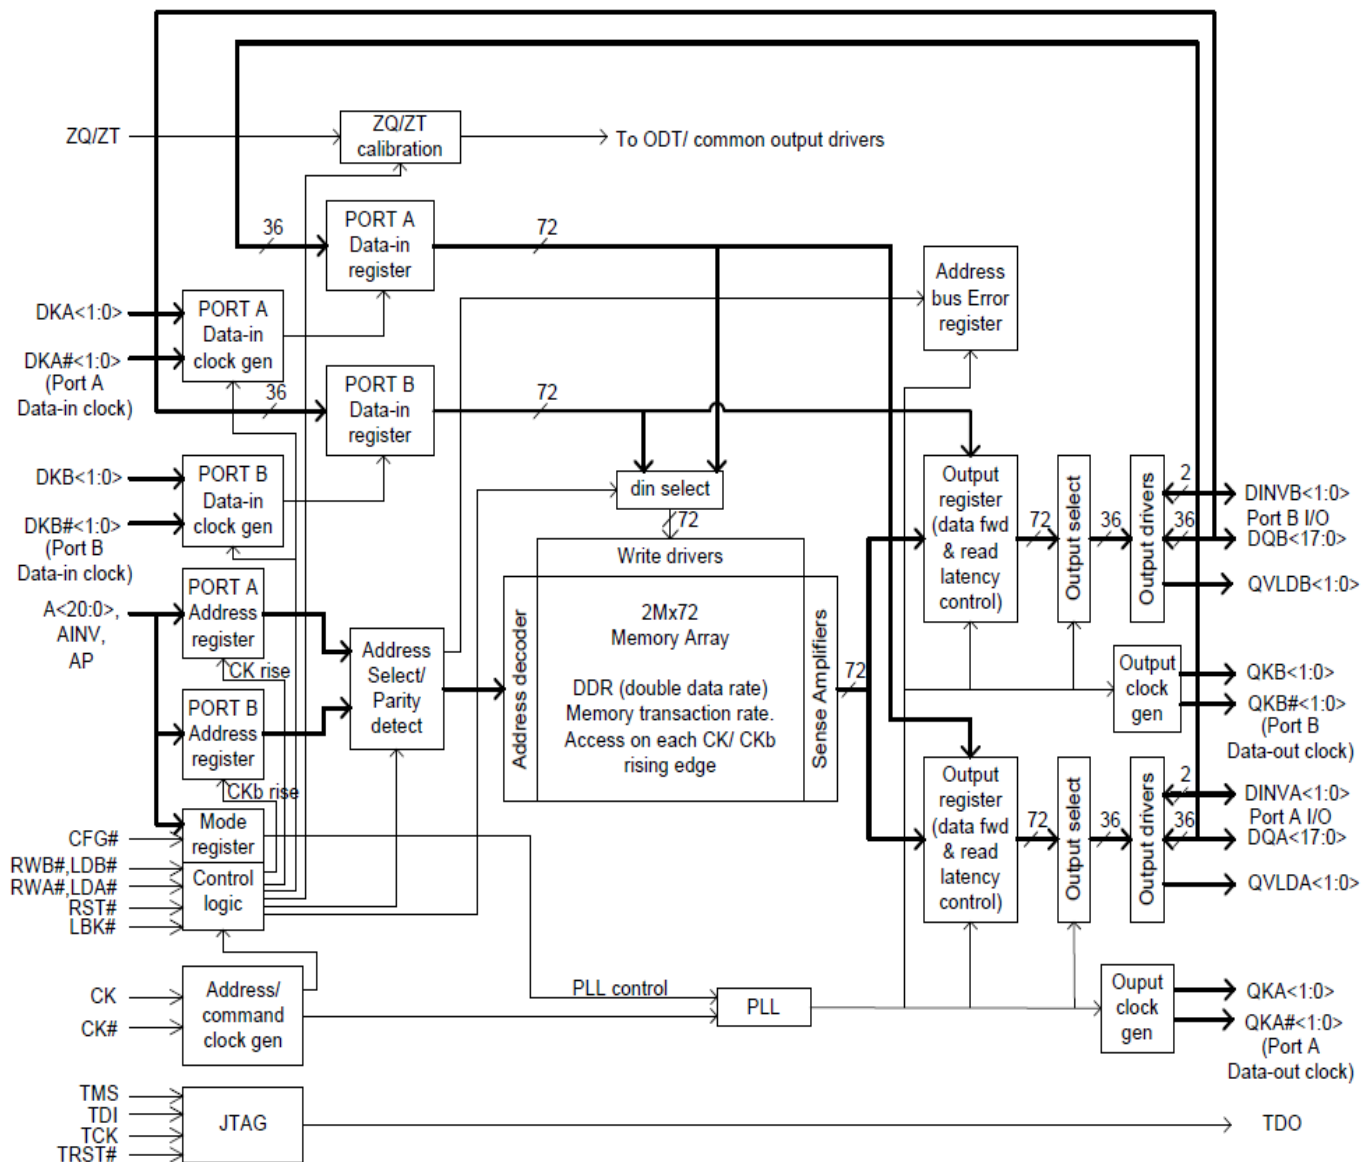 ZQ/ZT
ZQ/ZT
calibration
To ODT/ common output drivers
36
PORT A
Data-in
register
72
Address
bus Error
register
DKA<1:0>
DKA#<1:0>
(Port A
Data-in clock)
PORT A
Data-in
clock gen
36
PORT B
Data-in
register
72
DKB<1:0>
DKB#<1:0>
(Port B
Data-in clock)
PORT B
Data-in
clock gen
din select
72
Write drivers
Output
register
(data fwd
& read
latency
control)
72
Output select
36
Output drivers
2
36
DINVB<1:0>
Port B I/O
DQB<17:0>
QVLDB<1:0>
A<20:0>,
AINV,
AP
PORT A
Address
register
CK rise
PORT B
Address
register
CKb rise
Address
Select/
Parity
detect
Address decoder
2Mx72
Memory Array
DDR (double data rate)
Memory transaction rate.
Access on each CK/ CKb
rising edge
Sense Amplifiers
72
Output
clock
gen
QKB<1:0>
QKB#<1:0>
(Port B
Data-out clock)
Output
register
(data fwd
& read
latency
control)
72
Output select
36
Output drivers
2
36
DINVA<1:0>
Port A I/O
DQA<17:0>
QVLDA<1:0>
CFG#
RWB#,LDB#
RWA#,LDA#
RST#
LBK#
Mode
register
Control
logic
CK
CK#
Address/
command
clock gen
PLL control
PLL
Ouput
clock
gen
QKA<1:0>
QKA#<1:0>
(Port A
Data-out clock)
TMS
TDI
TCK
TRST#
JTAG
TDO